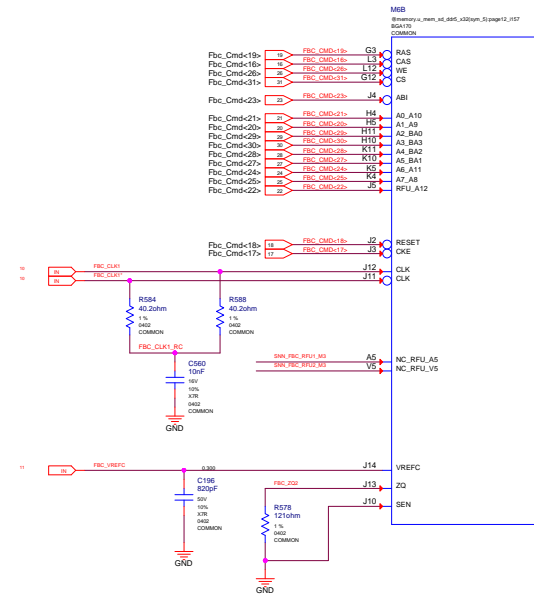 M6B
@memory.u_mem_sd_ddr5_x32(sym_5):page12_i157
BGA170
COMMON
Fbc_Cmd<19> 19 FBC_CMD<19> G3 RAS
Fbc_Cmd<16> 16 FBC_CMD<16> L3 CAS
Fbc_Cmd<26> 26 FBC_CMD<26> L12 WE
Fbc_Cmd<31> 31 FBC_CMD<31> G12 CS
Fbc_Cmd<23> 23 FBC_CMD<23> J4 ABI
Fbc_Cmd<21> 21 FBC_CMD<21> H4 A0_A10
Fbc_Cmd<20> 20 FBC_CMD<20> H5 A1_A9
Fbc_Cmd<29> 29 FBC_CMD<29> H11 A2_BA0
Fbc_Cmd<30> 30 FBC_CMD<30> H10 A3_BA3
Fbc_Cmd<28> 28 FBC_CMD<28> K11 A4_BA2
Fbc_Cmd<27> 27 FBC_CMD<27> K10 A5_BA1
Fbc_Cmd<24> 24 FBC_CMD<24> K5 A6_A11
Fbc_Cmd<25> 25 FBC_CMD<25> K4 A7_A8
Fbc_Cmd<22> 22 FBC_CMD<22> J5 RFU_A12
Fbc_Cmd<18> 18 FBC_CMD<18> J2 RESET
Fbc_Cmd<17> 17 FBC_CMD<17> J3 CKE
IN FBC_CLK1 J12 CLK
IN FBC_CLK1* J11 CLK
R584
40.2ohm
1 %
0402
COMMON
R588
40.2ohm
1 %
0402
COMMON
FBC_CLK1_RC
C560
10nF
16V
10%
X7R
0402
COMMON
GND
SNN_FBC_RFU1_M3 A5 NC_RFU_A5
SNN_FBC_RFU2_M3 V5 NC_RFU_V5
11 IN FBC_VREFC 0.300 J14 VREFC
FBC_ZQ2 J13 ZQ
J10 SEN
C196
820pF
50V
10%
X7R
0402
COMMON
GND
R578
121ohm
1 %
0402
COMMON
GND